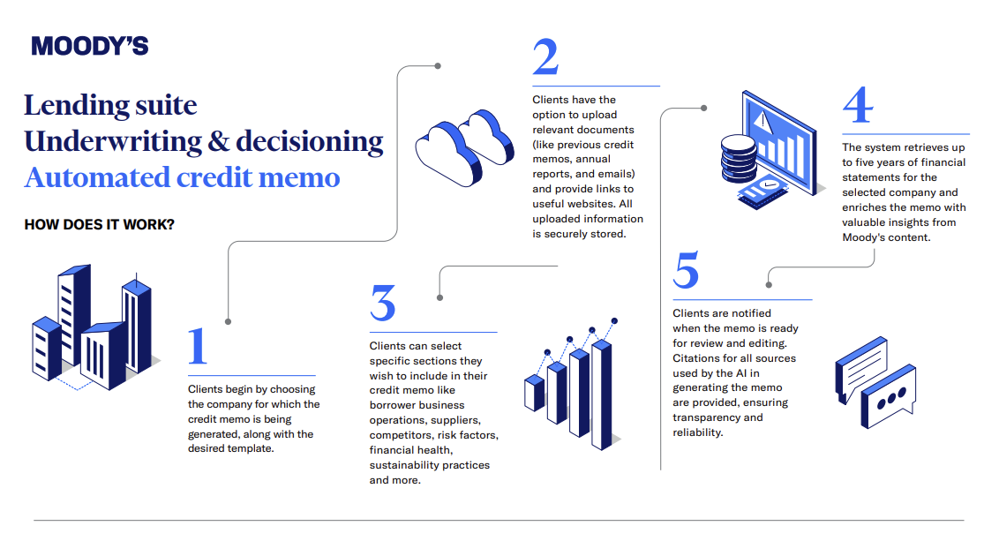 MOODY'S
Lending suite
Underwriting & decisioning
Automated credit memo
HOW DOES IT WORK?
1
Clients begin by choosing
the company for which the
credit memo is being
generated, along with the
desired template.
2
Clients have the
option to upload
relevant documents
(like previous credit
memos, annual
reports, and emails)
and provide links to
useful websites. All
uploaded information
is securely stored.
3
Clients can select
specific sections they
wish to include in their
credit memo like
borrower business
operations, suppliers,
competitors, risk factors,
financial health,
sustainability practices
and more.
4
The system retrieves up
to five years of financial
statements for the
selected company and
enriches the memo with
valuable insights from
Moody's content.
5
Clients are notified
when the memo is ready
for review and editing.
Citations for all sources
used by the AI in
generating the memo
are provided, ensuring
transparency and
reliability.